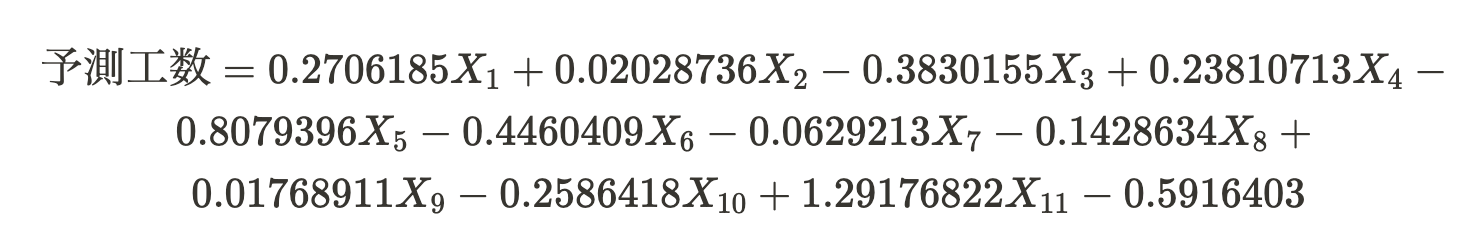 予測工数 = 0.2706185X₁ + 0.02028736X₂ − 0.3830155X₃ + 0.23810713X₄ −
0.8079396X₅ − 0.4460409X₆ − 0.0629213X₇ − 0.1428634X₈ +
0.01768911X₉ − 0.2586418X₁₀ + 1.29176822X₁₁ − 0.5916403